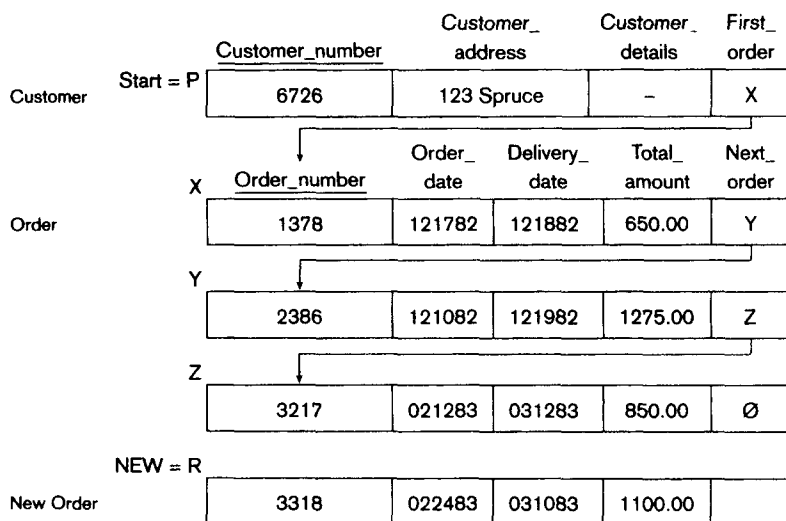 Customer_ Customer_ First_
Customer_number address details order
Start = P
Customer 6726 123 Spruce – X
Order_ Delivery_ Total_ Next_
X Order_number date date amount order
Order 1378 121782 121882 650.00 Y
Y
2386 121082 121982 1275.00 Z
Z
3217 021283 031283 850.00 Ø
NEW = R
New Order 3318 022483 031083 1100.00